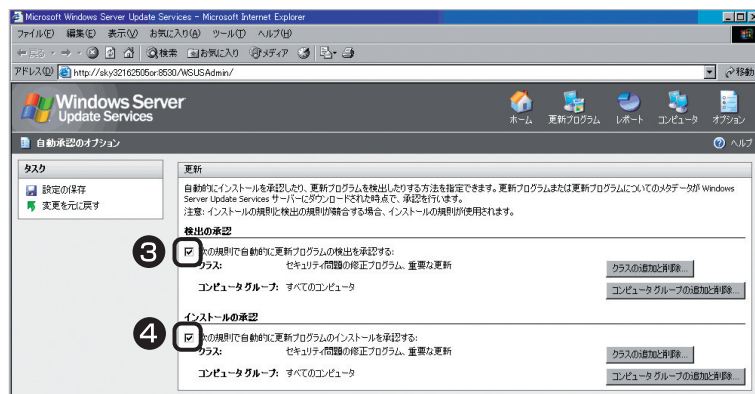 Microsoft Windows Server Update Services - Microsoft Internet Explorer
ファイル(F) 編集(E) 表示(V) お気に入り(A) ツール(T) ヘルプ(H)
戻る 検索 お気に入り メディア
アドレス(D) http://sky32162505or:8530/WSUSAdmin/ 移動
Windows Server
Update Services
ホーム 更新プログラム レポート コンピュータ オプション
自動承認のオプション ヘルプ
タスク
設定の保存
変更を元に戻す
更新
自動的にインストールを承認したり、更新プログラムを検出したりする方法を指定できます。更新プログラムまたは更新プログラムについてのメタデータが Windows
Server Update Services サーバーにダウンロードされた時点で、承認を行います。
注意: インストールの規則と検出の規則が競合する場合、インストールの規則が使用されます。
検出の承認
3 次の規則で自動的に更新プログラムの検出を承認する:
クラス: セキュリティ問題の修正プログラム、重要な更新 クラスの追加と削除...
コンピュータ グループ: すべてのコンピュータ コンピュータ グループの追加と削除...
インストールの承認
4 次の規則で自動的に更新プログラムのインストールを承認する:
クラス: セキュリティ問題の修正プログラム、重要な更新 クラスの追加と削除...
コンピュータ グループ: すべてのコンピュータ コンピュータ グループの追加と削除...